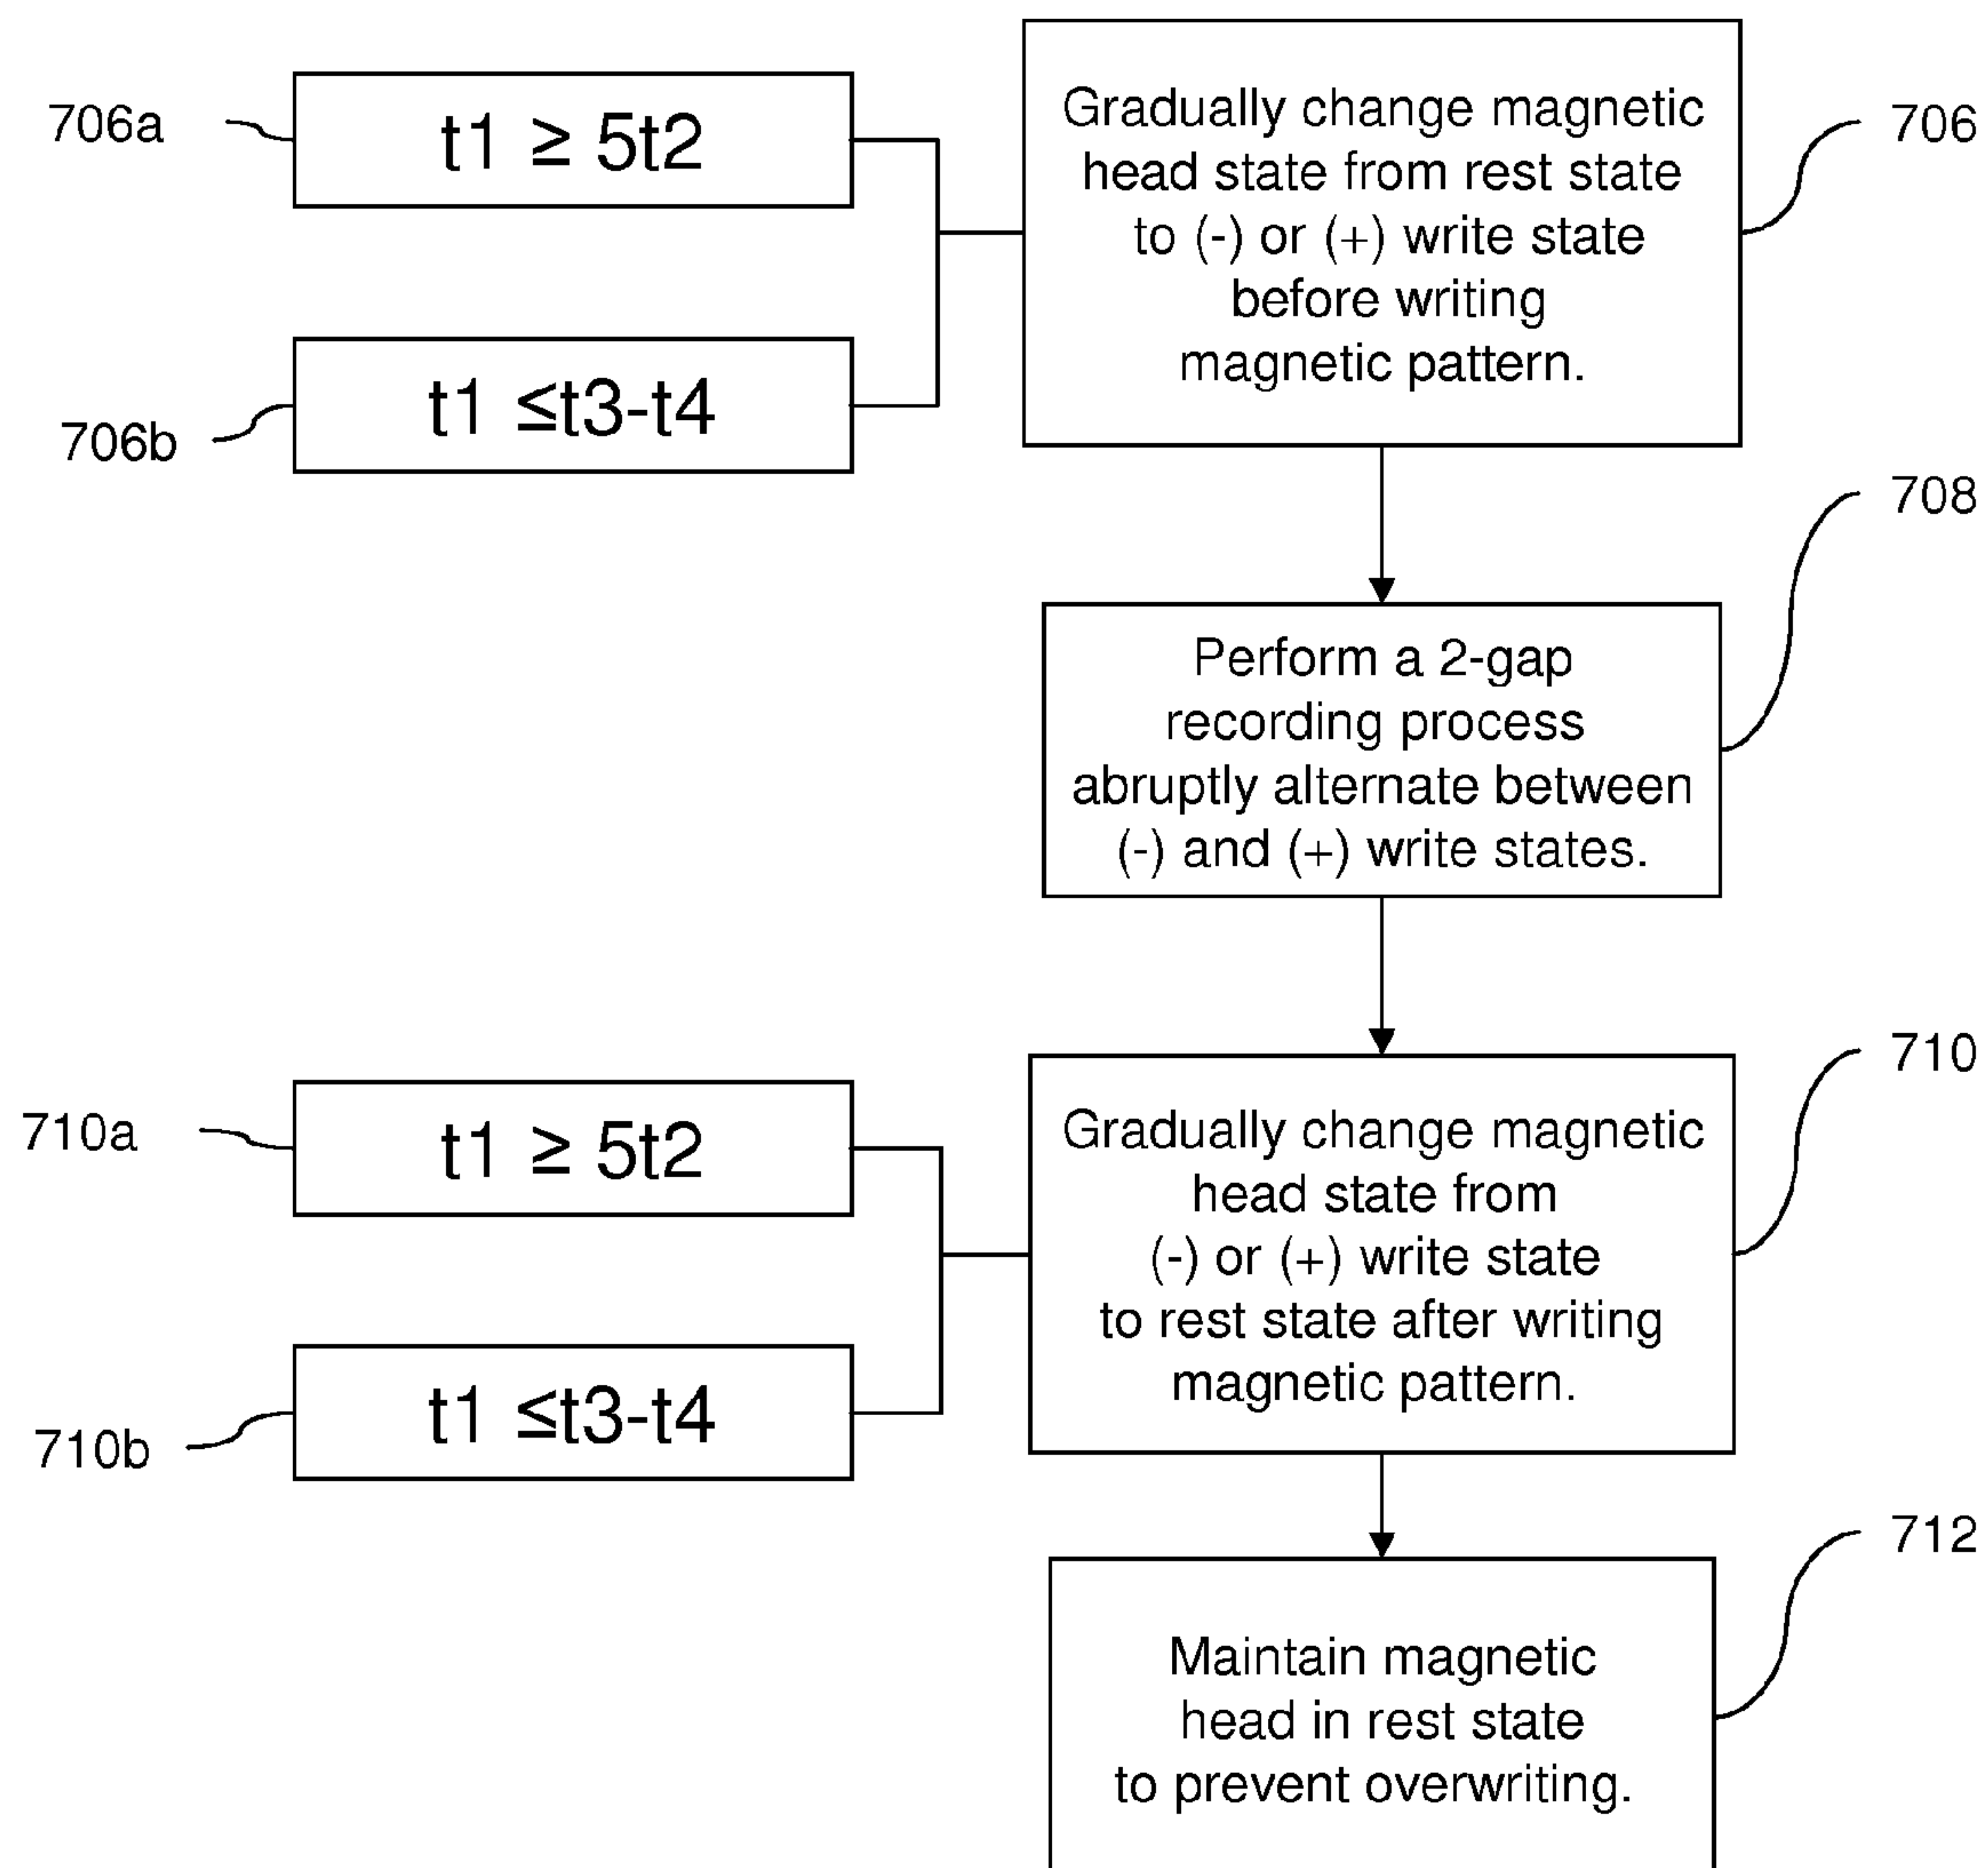 706a
t1 ≥ 5t2
706b
t1 ≤t3-t4
Gradually change magnetic
head state from rest state
to (-) or (+) write state
before writing
magnetic pattern.
706
708
Perform a 2-gap
recording process
abruptly alternate between
(-) and (+) write states.
710a
t1 ≥ 5t2
710b
t1 ≤t3-t4
Gradually change magnetic
head state from
(-) or (+) write state
to rest state after writing
magnetic pattern.
710
712
Maintain magnetic
head in rest state
to prevent overwriting.